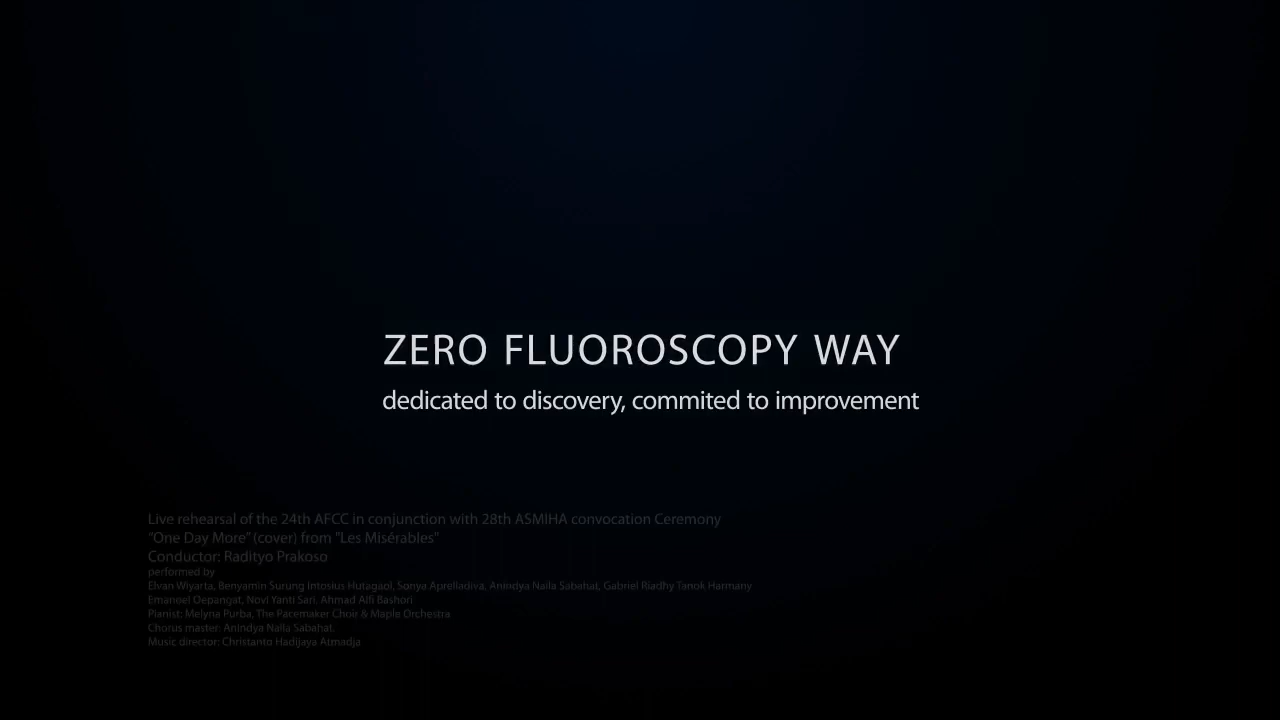 ZERO FLUOROSCOPY WAY
dedicated to discovery, commited to improvement
Live rehearsal of the 24th AFCC in conjunction with 28th ASMIHA convocation Ceremony
"One Day More" (cover) from "Les Misérables"
Conductor: Radityo Prakoso
performed by
Elvan Wiyarta, Benyamin Surung Intosius Hutagaol, Sonya Aprelladiva, Anindya Naila Sabahat, Gabriel Riadhy Tanok Harmany
Emanoel Oepangat, Novi Yanti Sari, Ahmad Alfi Bashori
Pianist: Melyna Purba, The Pacemaker Choir & Maple Orchestra
Chorus master: Anindya Naila Sabahat,
Music director: Christanto Hadijaya Atmadja